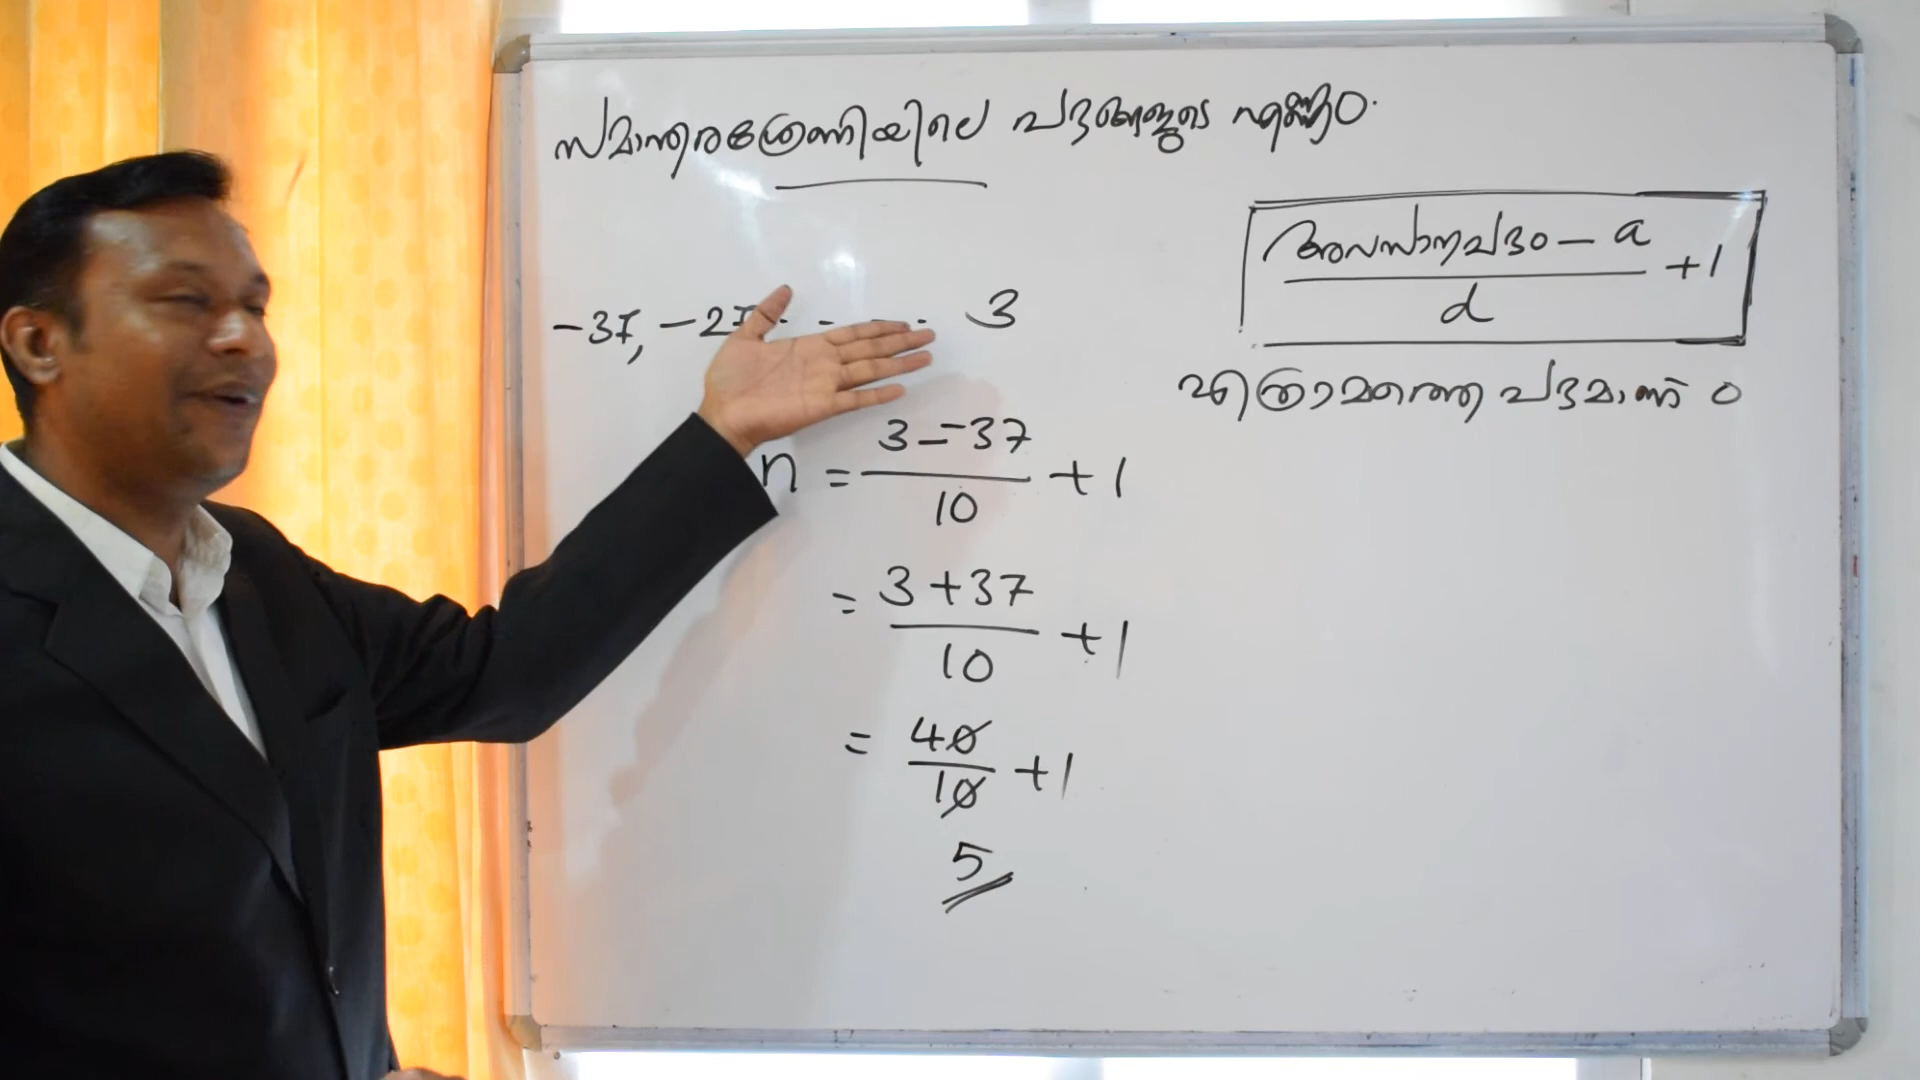 സമാന്തരശ്രേണിയിലെ പദങ്ങളുടെ എണ്ണം.
അവസാനപദം - a
—————— +1
d
-37, -27 - - - - 3
എത്രാമത്തെ പദമാണ് 0
n = 3 - -37 / 10 + 1
= 3 + 37 / 10 + 1
= 40 / 10 + 1
5